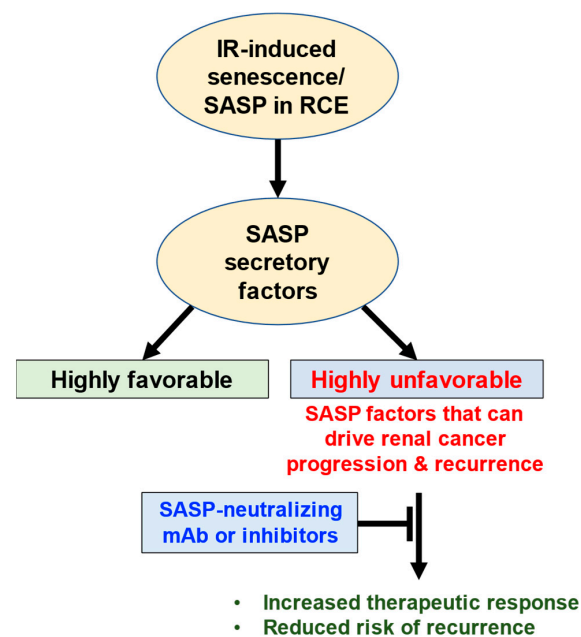 IR-induced
senescence/
SASP in RCE
SASP
secretory
factors
Highly favorable
Highly unfavorable
SASP factors that can
drive renal cancer
progression & recurrence
SASP-neutralizing
mAb or inhibitors
• Increased therapeutic response
• Reduced risk of recurrence